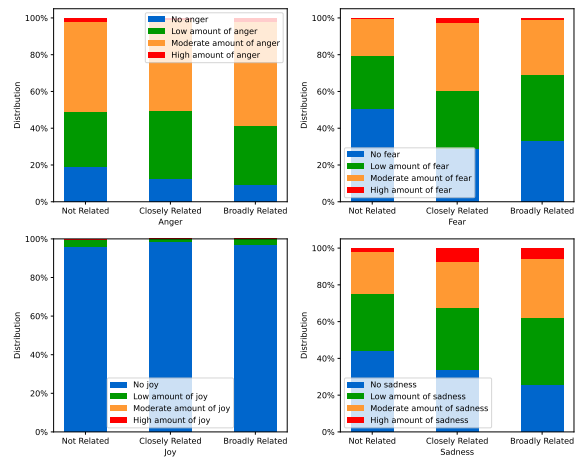 100%
80%
60%
40%
20%
0%
Distribution
No anger
Low amount of anger
Moderate amount of anger
High amount of anger
Not Related
Closely Related
Broadly Related
Anger
100%
80%
60%
40%
20%
0%
Distribution
No fear
Low amount of fear
Moderate amount of fear
High amount of fear
Not Related
Closely Related
Broadly Related
Fear
100%
80%
60%
40%
20%
0%
Distribution
No joy
Low amount of joy
Moderate amount of joy
High amount of joy
Not Related
Closely Related
Broadly Related
Joy
100%
80%
60%
40%
20%
0%
Distribution
No sadness
Low amount of sadness
Moderate amount of sadness
High amount of sadness
Not Related
Closely Related
Broadly Related
Sadness